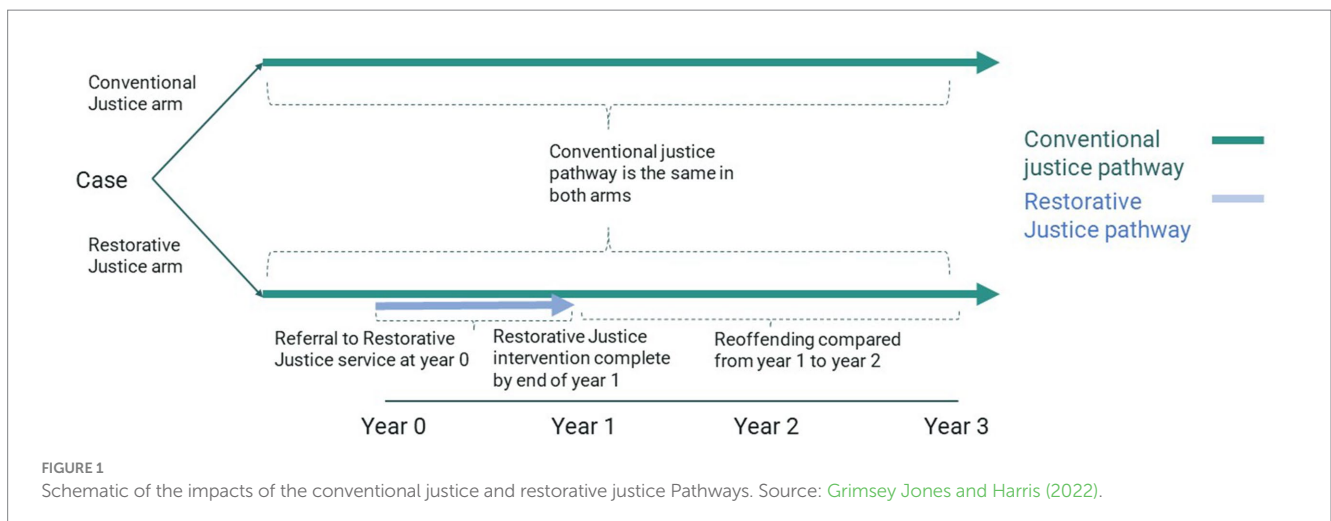 Conventional
Justice arm
Case
Restorative
Justice arm
Conventional justice
pathway is the same in
both arms
Conventional
justice pathway
Restorative
Justice pathway
Referral to Restorative
Justice service at year 0
Restorative Justice
intervention complete
by end of year 1
Reoffending compared
from year 1 to year 2
Year 0
Year 1
Year 2
Year 3
FIGURE 1
Schematic of the impacts of the conventional justice and restorative justice Pathways. Source: Grimsey Jones and Harris (2022).